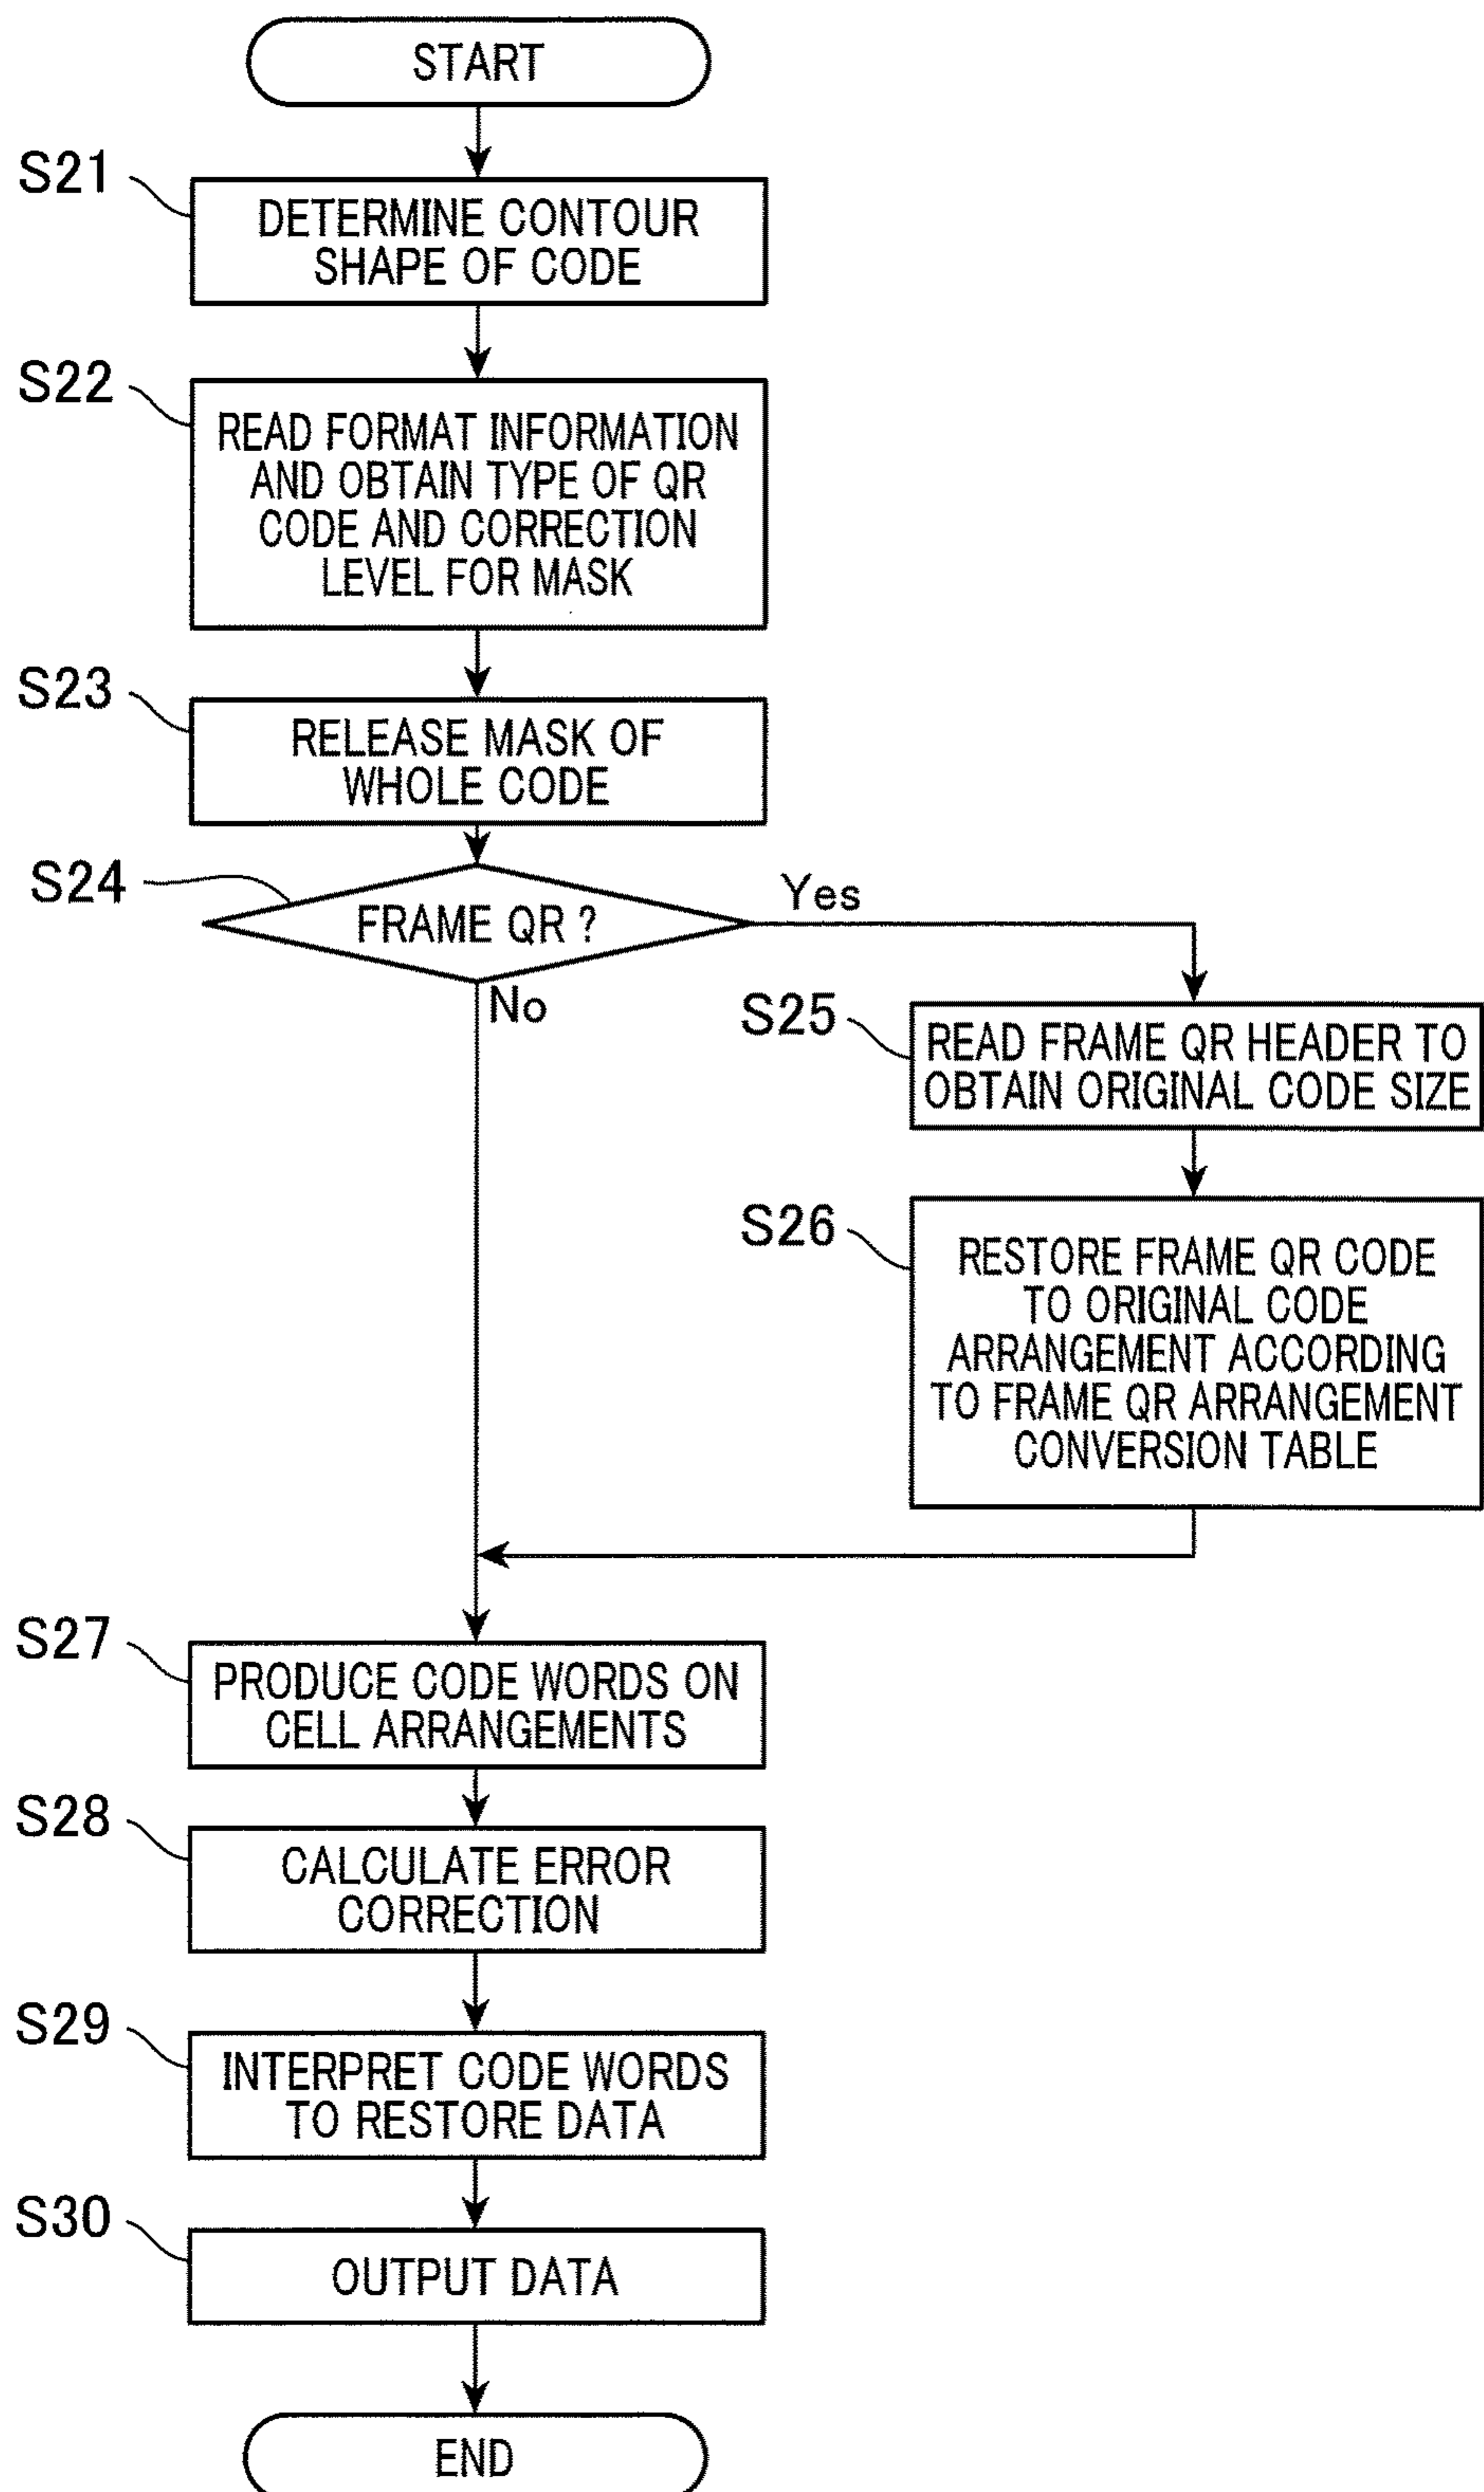 START
S21
DETERMINE CONTOUR
SHAPE OF CODE
S22
READ FORMAT INFORMATION
AND OBTAIN TYPE OF QR
CODE AND CORRECTION
LEVEL FOR MASK
S23
RELEASE MASK OF
WHOLE CODE
S24
FRAME QR ?
Yes
No
S25
READ FRAME QR HEADER TO
OBTAIN ORIGINAL CODE SIZE
S26
RESTORE FRAME QR CODE
TO ORIGINAL CODE
ARRANGEMENT ACCORDING
TO FRAME QR ARRANGEMENT
CONVERSION TABLE
S27
PRODUCE CODE WORDS ON
CELL ARRANGEMENTS
S28
CALCULATE ERROR
CORRECTION
S29
INTERPRET CODE WORDS
TO RESTORE DATA
S30
OUTPUT DATA
END